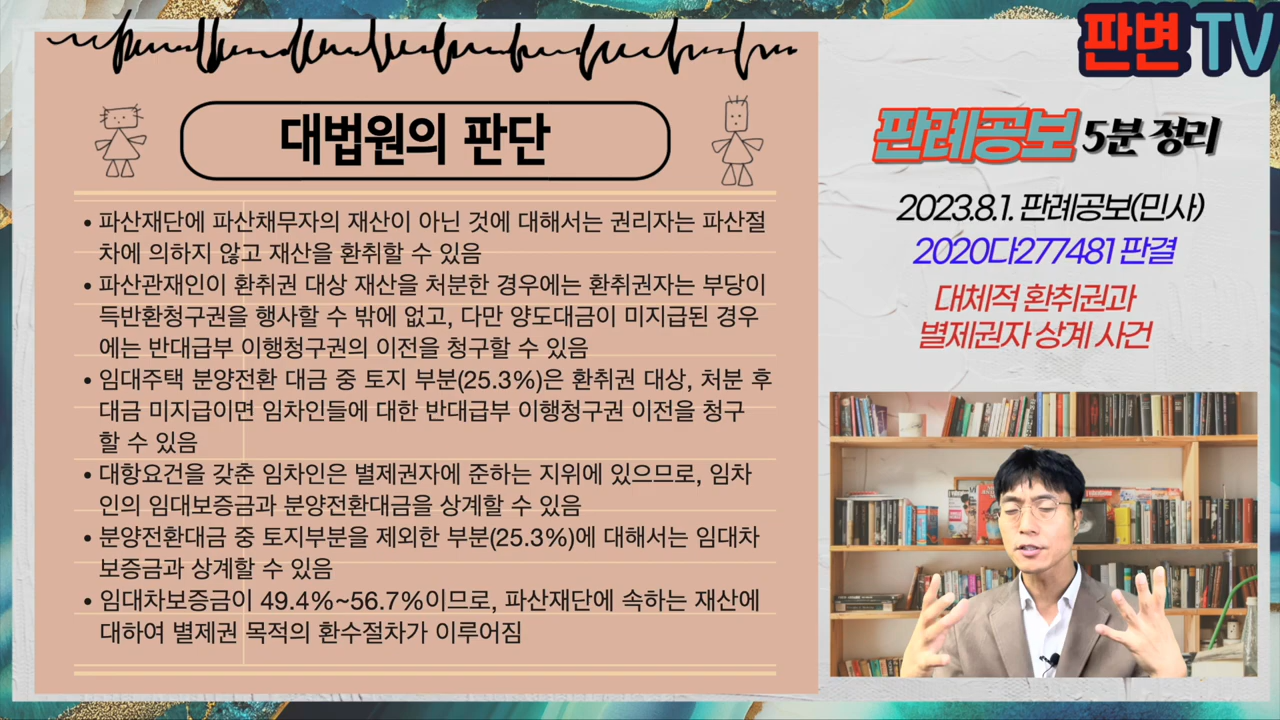 판변 TV
대법원의 판단
• 파산재단에 파산채무자의 재산이 아닌 것에 대해서는 권리자는 파산절
차에 의하지 않고 재산을 환취할 수 있음
• 파산관재인이 환취권 대상 재산을 처분한 경우에는 환취권자는 부당이
득반환청구권을 행사할 수 밖에 없고, 다만 양도대금이 미지급된 경우
에는 반대급부 이행청구권의 이전을 청구할 수 있음
• 임대주택 분양전환 대금 중 토지 부분(25.3%)은 환취권 대상, 처분 후
대금 미지급이면 임차인들에 대한 반대급부 이행청구권 이전을 청구
할 수 있음
• 대항요건을 갖춘 임차인은 별제권자에 준하는 지위에 있으므로, 임차
인의 임대보증금과 분양전환대금을 상계할 수 있음
• 분양전환대금 중 토지부분을 제외한 부분(25.3%)에 대해서는 임대차
보증금과 상계할 수 있음
• 임대차보증금이 49.4%~56.7%이므로, 파산재단에 속하는 재산에
대하여 별제권 목적의 환수절차가 이루어짐
판례공보 5분 정리
2023.8.1. 판례공보(민사)
2020다277481 판결
대체적 환취권과
별제권자 상계 사건